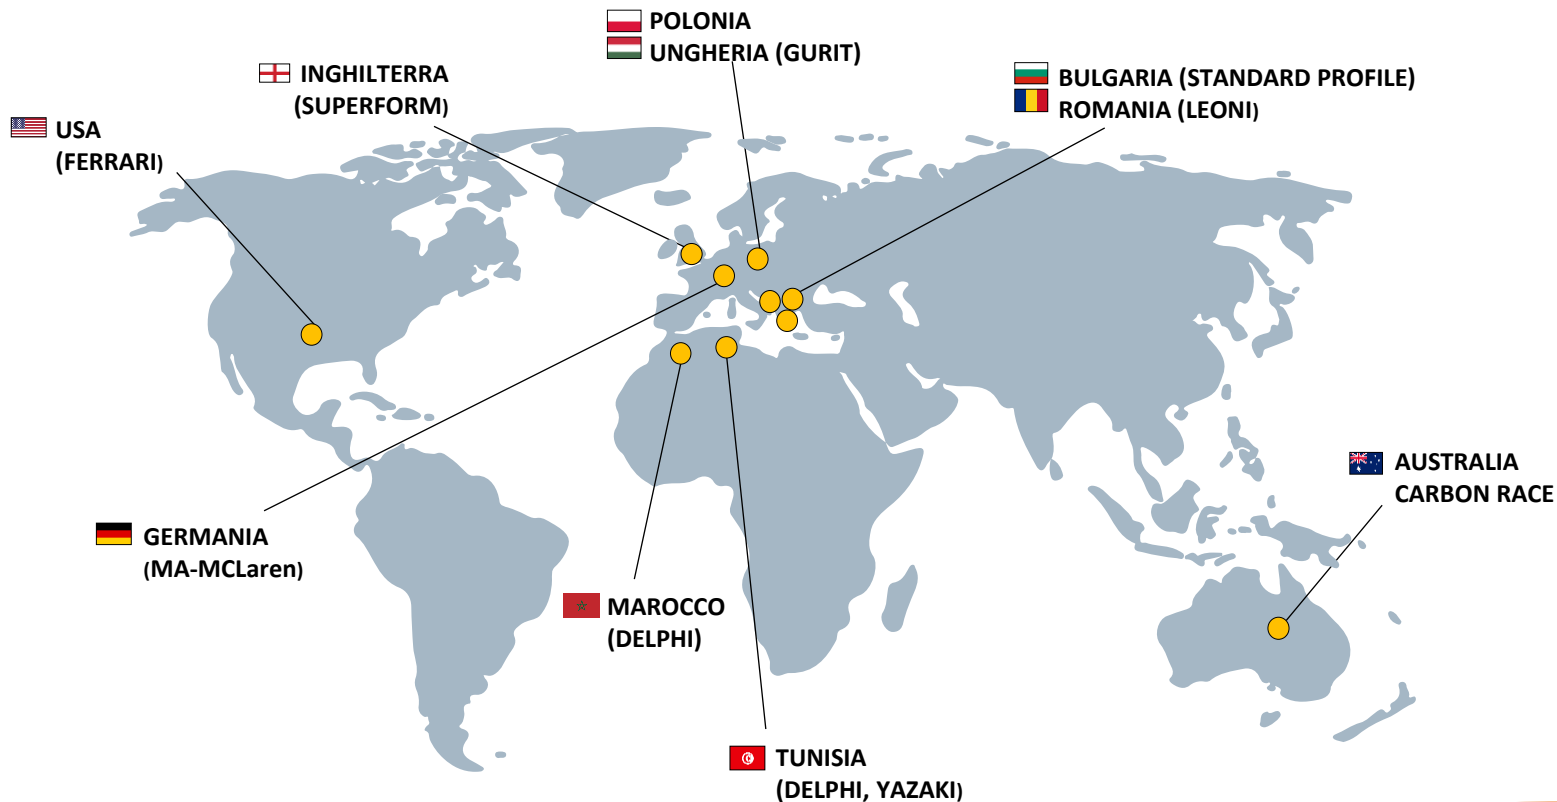 POLONIA
UNGHERIA (GURIT)
INGHILTERRA
(SUPERFORM)
BULGARIA (STANDARD PROFILE)
ROMANIA (LEONI)
USA
(FERRARI)
AUSTRALIA
CARBON RACE
GERMANIA
(MA-MCLaren)
MAROCCO
(DELPHI)
TUNISIA
(DELPHI, YAZAKI)